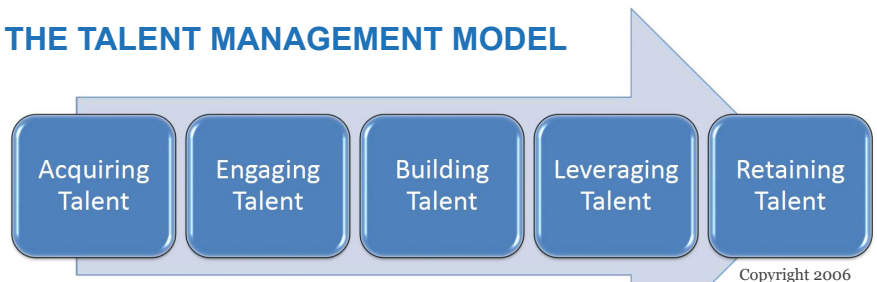 THE TALENT MANAGEMENT MODEL
Acquiring
Talent
Engaging
Talent
Building
Talent
Leveraging
Talent
Retaining
Talent
Copyright 2006